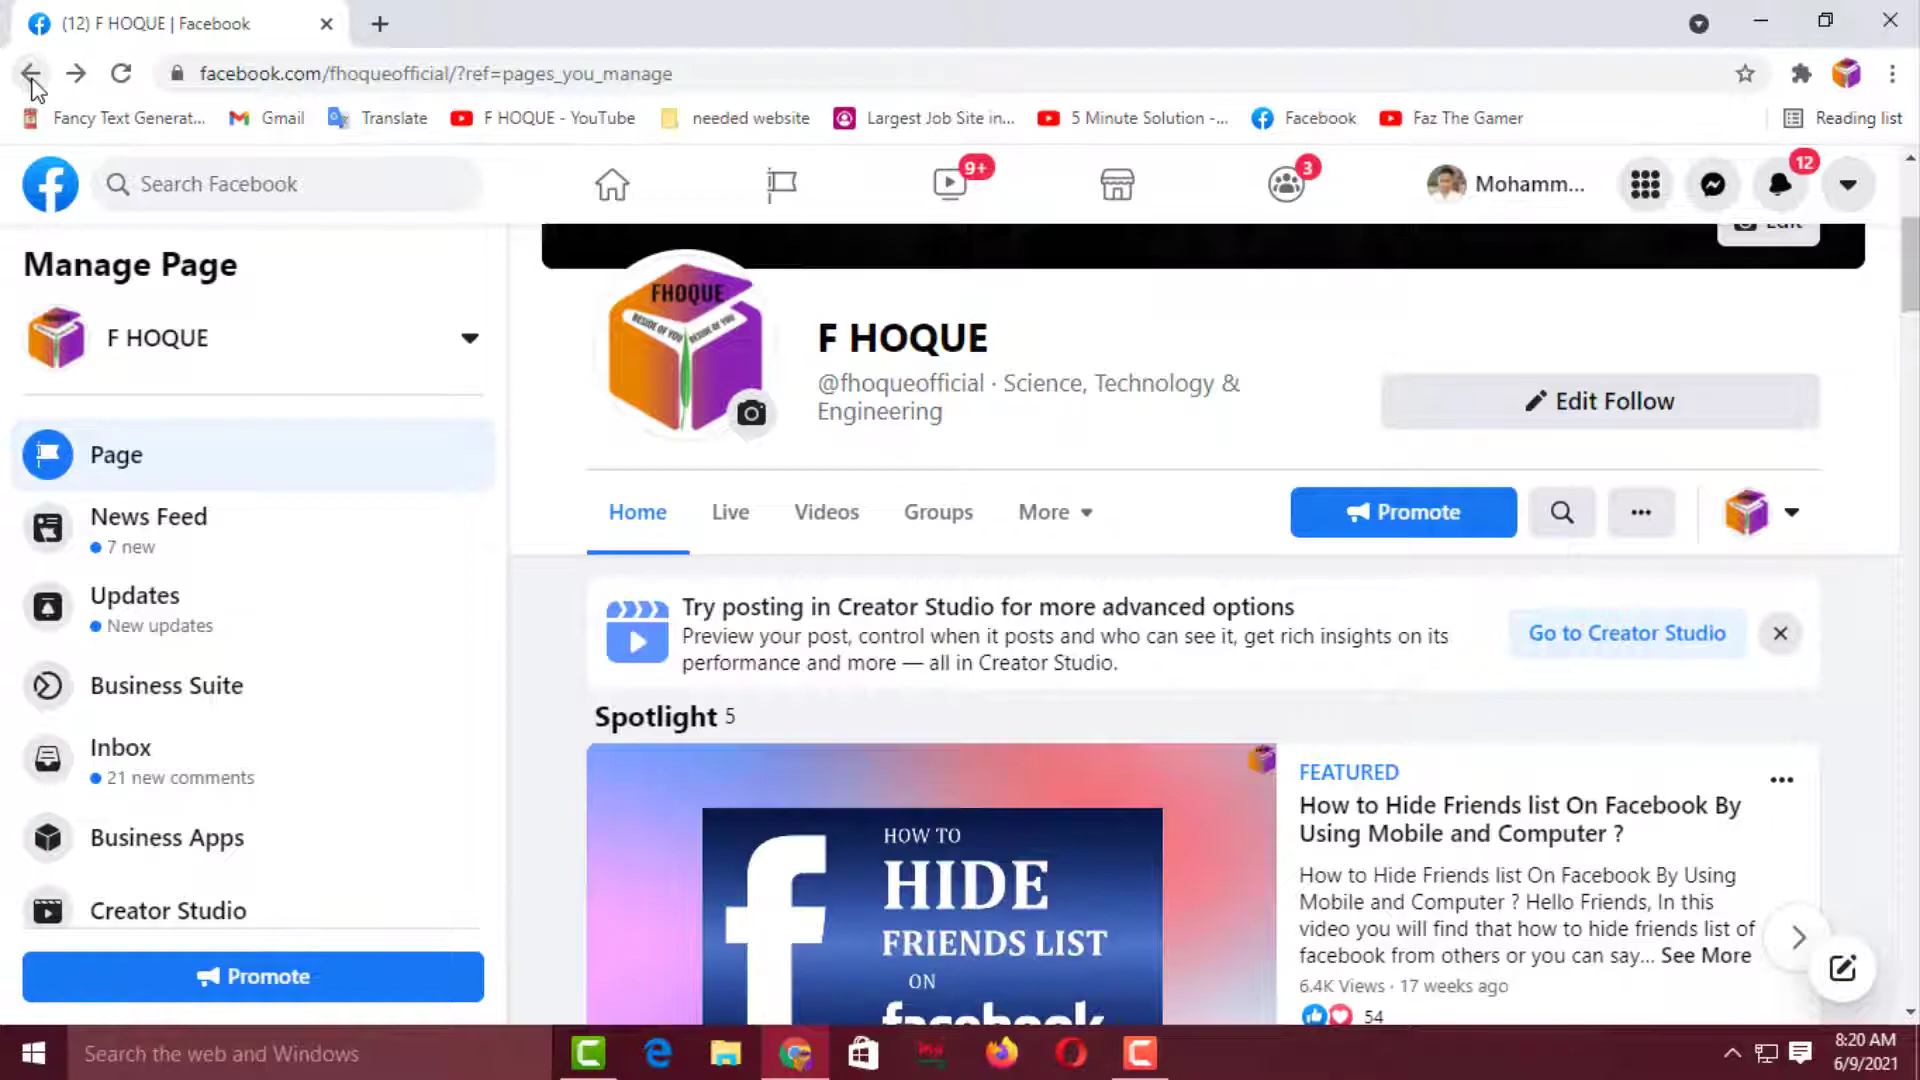 (12) F HOQUE | Facebook
facebook.com/fhoqueofficial/?ref=pages_you_manage
Fancy Text Generat... Gmail Translate F HOQUE - YouTube needed website Largest Job Site in... 5 Minute Solution -... Facebook Faz The Gamer Reading list
Search Facebook
9+
3
Mohamm...
12
Manage Page
F HOQUE
Page
News Feed
7 new
Updates
New updates
Business Suite
Inbox
21 new comments
Business Apps
Creator Studio
Promote
Edit
FHOQUE
BESIDE OF YOU BESIDE OF YOU
F HOQUE
@fhoqueofficial · Science, Technology &
Engineering
Edit Follow
Home Live Videos Groups More
Promote
Try posting in Creator Studio for more advanced options
Preview your post, control when it posts and who can see it, get rich insights on its
performance and more — all in Creator Studio.
Go to Creator Studio
Spotlight 5
HOW TO
HIDE
FRIENDS LIST
ON
facebook
FEATURED
How to Hide Friends list On Facebook By
Using Mobile and Computer ?
How to Hide Friends list On Facebook By Using
Mobile and Computer ? Hello Friends, In this
video you will find that how to hide friends list of
facebook from others or you can say... See More
6.4K Views · 17 weeks ago
54
Search the web and Windows
8:20 AM
6/9/2021